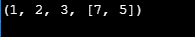 (1, 2, 3, [7, 5])